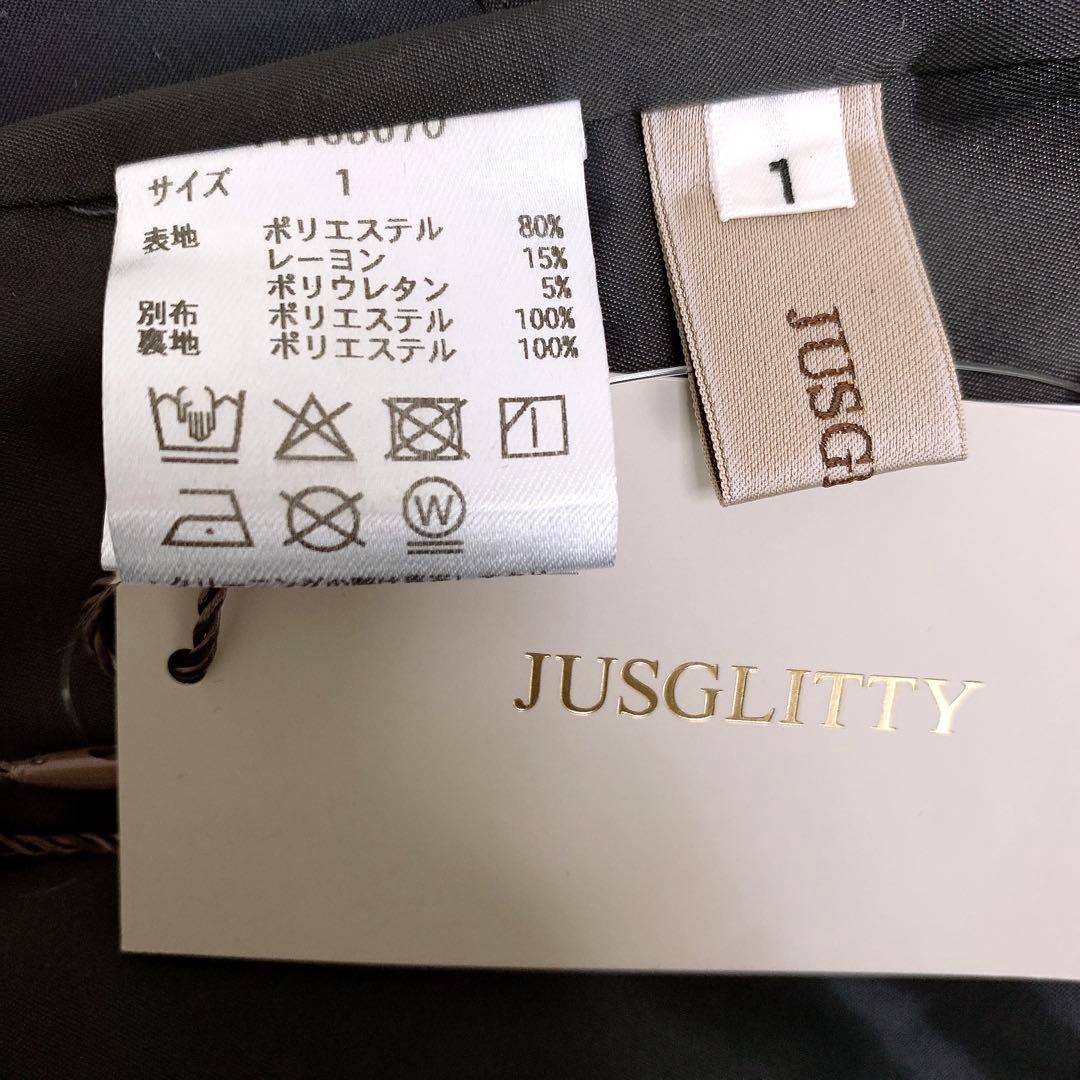 サイズ 1
表地 ポリエステル 80%
レーヨン 15%
ポリウレタン 5%
別布 ポリエステル 100%
裏地 ポリエステル 100%
W
1
JUSG
JUSGLITTY